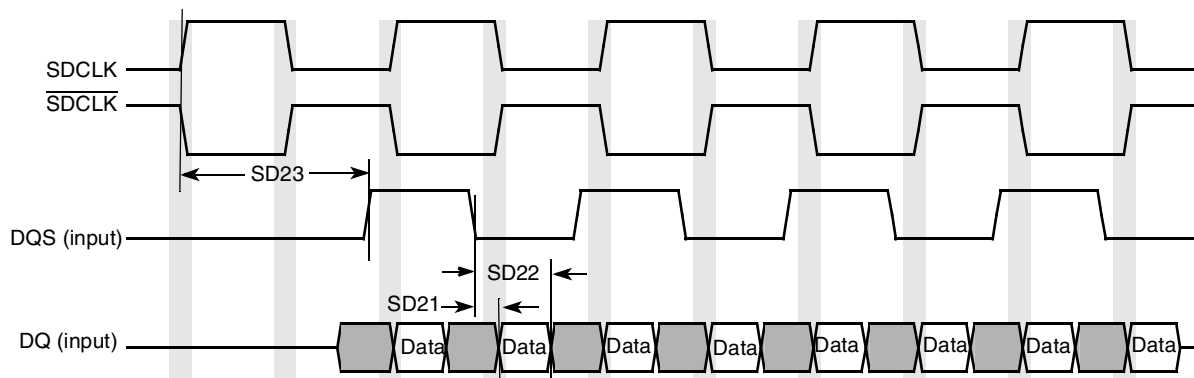 SDCLK
SDCLK
SD23
DQS (input)
SD22
SD21
DQ (input)
Data Data Data Data Data Data Data Data